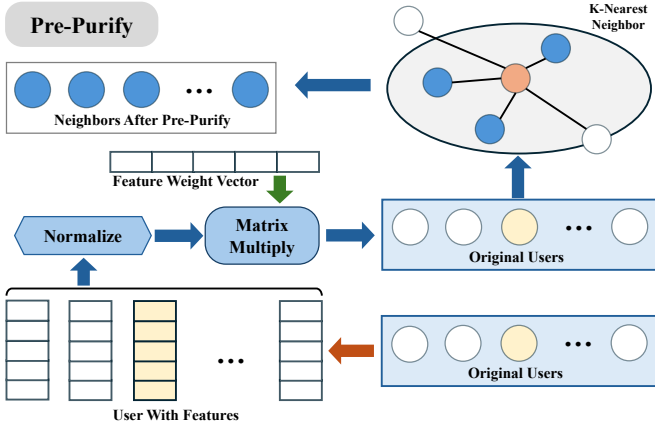 Pre-Purify
K-Nearest
Neighbor
...
Neighbors After Pre-Purify
Feature Weight Vector
Normalize
Matrix
Multiply
...
Original Users
...
User With Features
...
Original Users